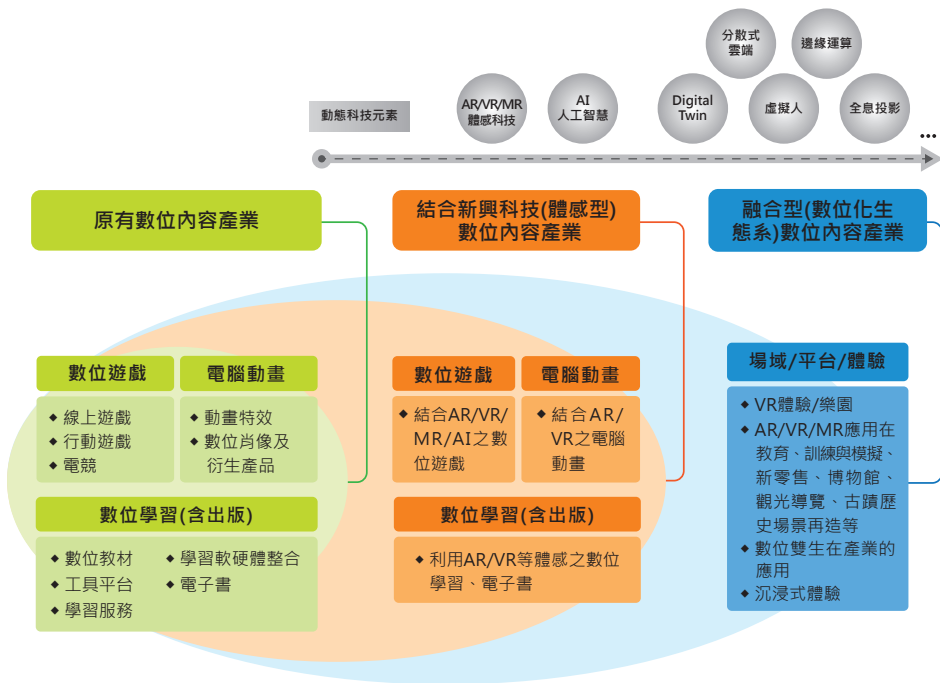 分散式
雲端
邊緣運算
動態科技元素
AR/VR/MR
體感科技
AI
人工智慧
Digital
Twin
虛擬人
全息投影
...
原有數位內容產業
結合新興科技(體感型)
數位內容產業
融合型(數位化生
態系)數位內容產業
數位遊戲
◆ 線上遊戲
◆ 行動遊戲
◆ 電競
電腦動畫
◆ 動畫特效
◆ 數位肖像及
衍生產品
數位學習(含出版)
◆ 數位教材
◆ 工具平台
◆ 學習服務
◆ 學習軟硬體整合
◆ 電子書
數位遊戲
◆ 結合AR/VR/
MR/AI之數
位遊戲
電腦動畫
◆ 結合AR/
VR之電腦
動畫
數位學習(含出版)
◆ 利用AR/VR等體感之數位
學習、電子書
場域/平台/體驗
◆ VR體驗/樂園
◆ AR/VR/MR應用在
教育、訓練與模擬、
新零售、博物館、
觀光導覽、古蹟歷
史場景再造等
◆ 數位雙生在產業的
應用
◆ 沉浸式體驗